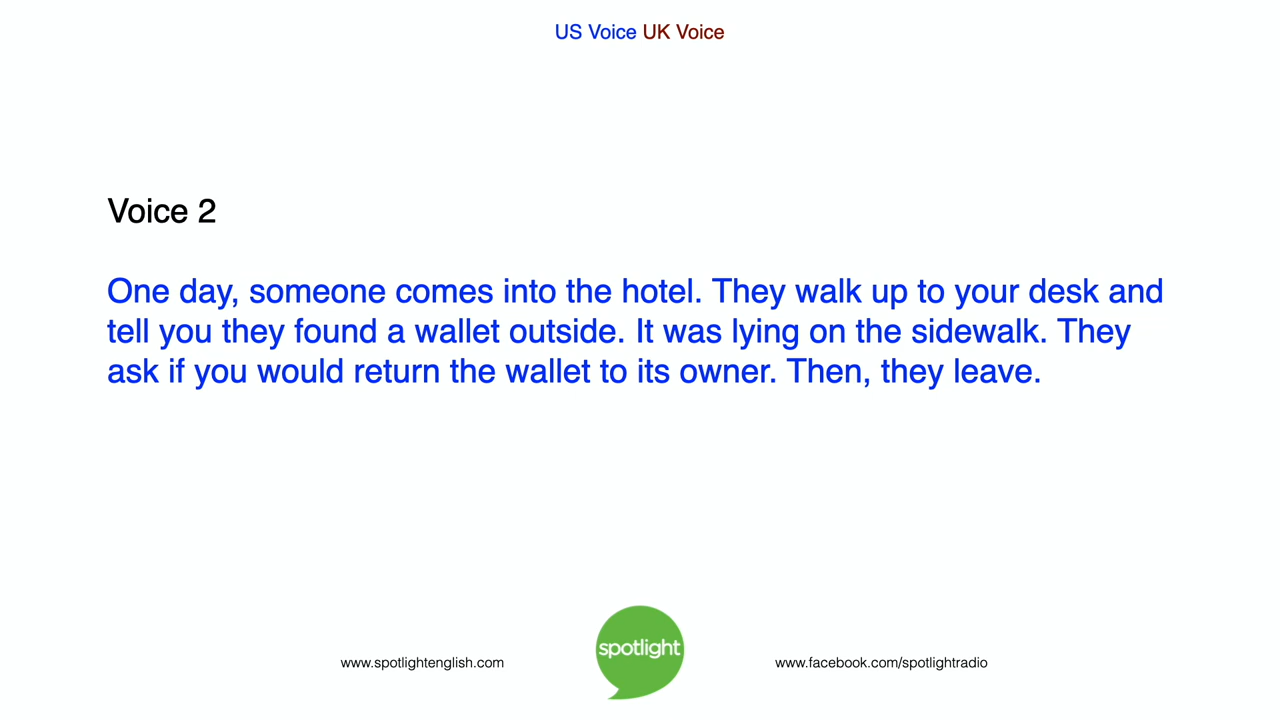 US Voice UK Voice
Voice 2
One day, someone comes into the hotel. They walk up to your desk and
tell you they found a wallet outside. It was lying on the sidewalk. They
ask if you would return the wallet to its owner. Then, they leave.
spotlight
www.spotlightenglish.com
www.facebook.com/spotlightradio